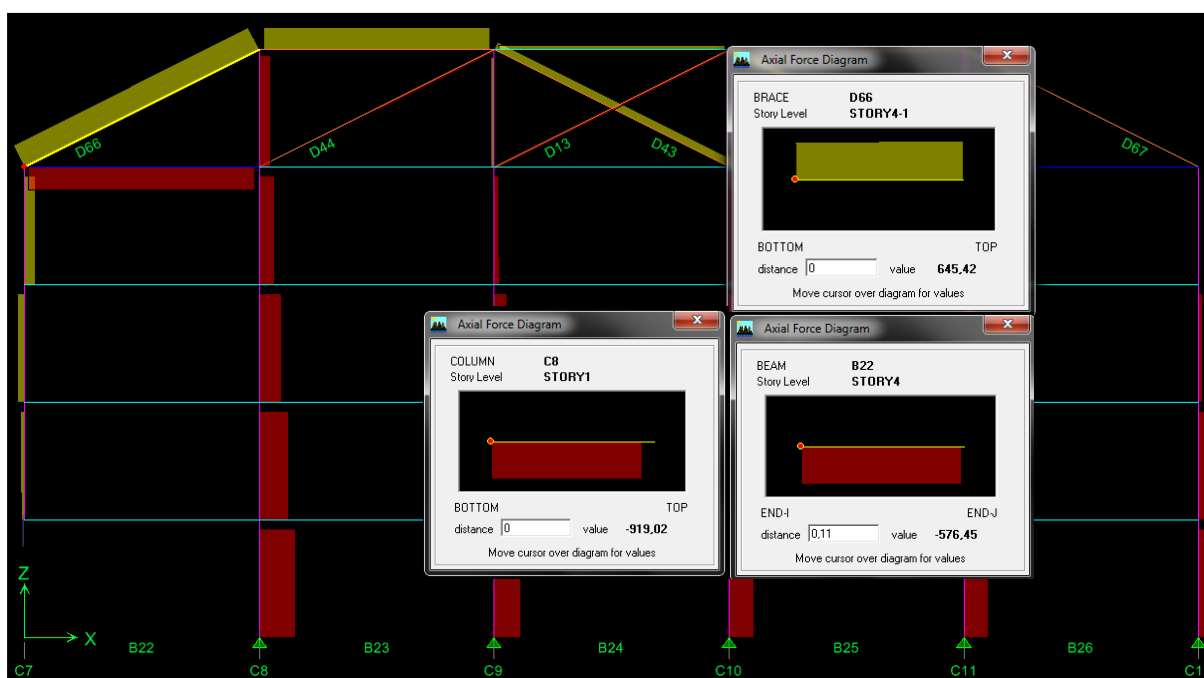 D66
D44
D13
D43
D67
Axial Force Diagram
BRACE D66
Story Level STORY4-1
BOTTOM TOP
distance 0 value 645,42
Move cursor over diagram for values
Axial Force Diagram
COLUMN C8
Story Level STORY1
BOTTOM TOP
distance 0 value -919,02
Move cursor over diagram for values
Axial Force Diagram
BEAM B22
Story Level STORY4
END-I END-J
distance 0,11 value -576,45
Move cursor over diagram for values
Z
X
B22 B23 B24 B25 B26
C7 C8 C9 C10 C11